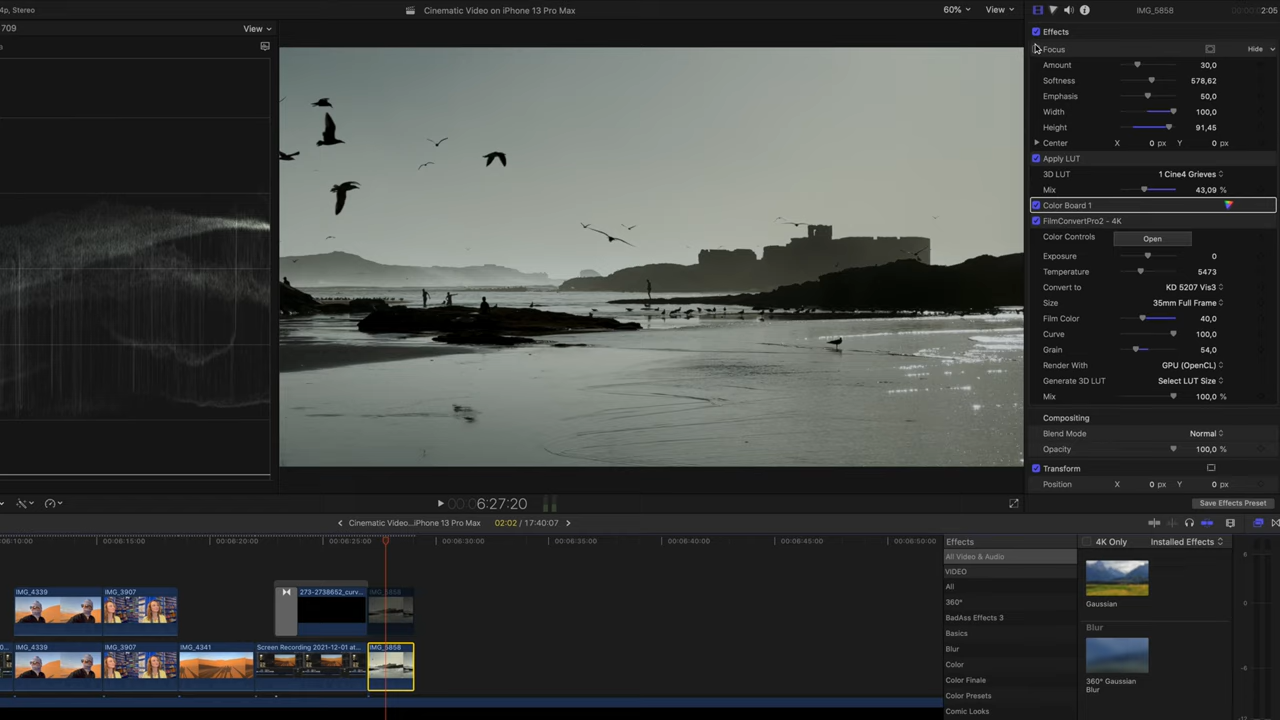 4p, Stereo
Cinematic Video on iPhone 13 Pro Max
60%
View
IMG_5858
2:05
709
View
Effects
Focus
Hide
Amount 30,0
Softness 578,62
Emphasis 50,0
Width 100,0
Height 91,45
Center X 0 px Y 0 px
Apply LUT
3D LUT 1 Cine4 Grieves
Mix 43,09 %
Color Board 1
FilmConvertPro2 - 4K
Color Controls Open
Exposure 0
Temperature 5473
Convert to KD 5207 Vis3
Size 35mm Full Frame
Film Color 40,0
Curve 100,0
Grain 54,0
Render With GPU (OpenCL)
Generate 3D LUT Select LUT Size
Mix 100,0 %
Compositing
Blend Mode Normal
Opacity 100,0 %
Transform
Position X 0 px Y 0 px
00:00:6:27:20
Save Effects Preset
Cinematic Video...iPhone 13 Pro Max 02:02 / 17:40:07
00:06:15:00
00:06:20:00
00:06:25:00
00:06:30:00
00:06:35:00
00:06:40:00
00:06:45:00
00:06:50:00
IMG_4339
IMG_3907
273-2738652_curv...
IMG_5858
IMG_4339
IMG_3907
IMG_4341
Screen Recording 2021-12-01 at...
IMG_5858
Effects
4K Only
Installed Effects
All Video & Audio
VIDEO
All
360°
BadAss Effects 3
Basics
Blur
Color
Color Finale
Color Presets
Comic Looks
Gaussian
Blur
360° Gaussian
Blur
6
0
-6
-12